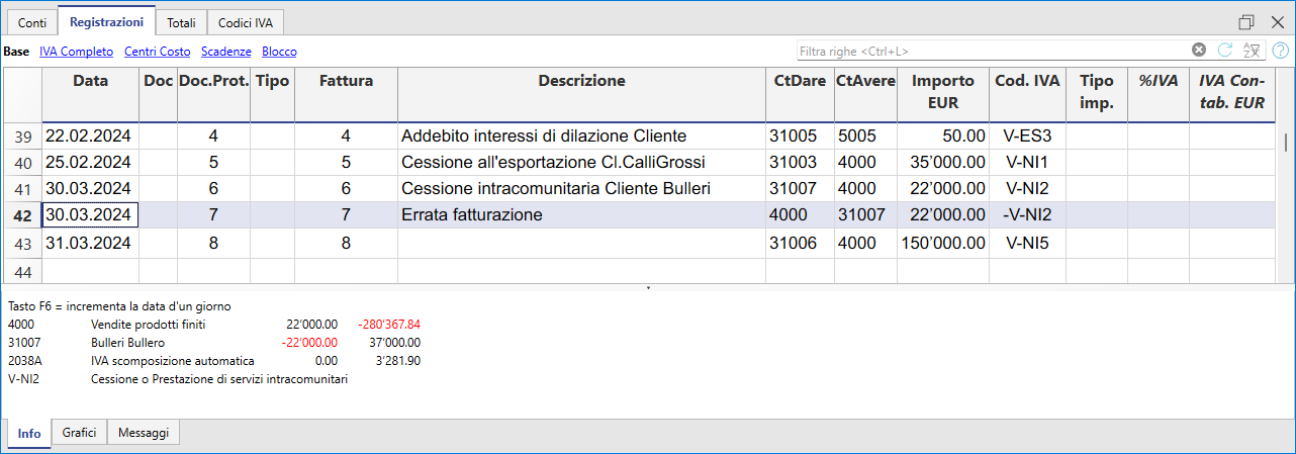 Conti Registrazioni Totali Codici IVA
Base IVA Completo Centri Costo Scadenze Blocco Filtra righe <Ctrl+L>
Data Doc Doc.Prot. Tipo Fattura Descrizione CtDare CtAvere Importo EUR Cod. IVA Tipo imp. %IVA IVA Con-tab. EUR
39 22.02.2024 4 4 Addebito interessi di dilazione Cliente 31005 5005 50.00 V-ES3
40 25.02.2024 5 5 Cessione all'esportazione Cl.CalliGrossi 31003 4000 35’000.00 V-NI1
41 30.03.2024 6 6 Cessione intracomunitaria Cliente Bulleri 31007 4000 22’000.00 V-NI2
42 30.03.2024 7 7 Errata fatturazione 4000 31007 22’000.00 -V-NI2
43 31.03.2024 8 8 31006 4000 150’000.00 V-NI5
44
Tasto F6 = incrementa la data d'un giorno
4000 Vendite prodotti finiti 22’000.00 -280’367.84
31007 Bulleri Bullero -22’000.00 37’000.00
2038A IVA scomposizione automatica 0.00 3’281.90
V-NI2 Cessione o Prestazione di servizi intracomunitari
Info Grafici Messaggi